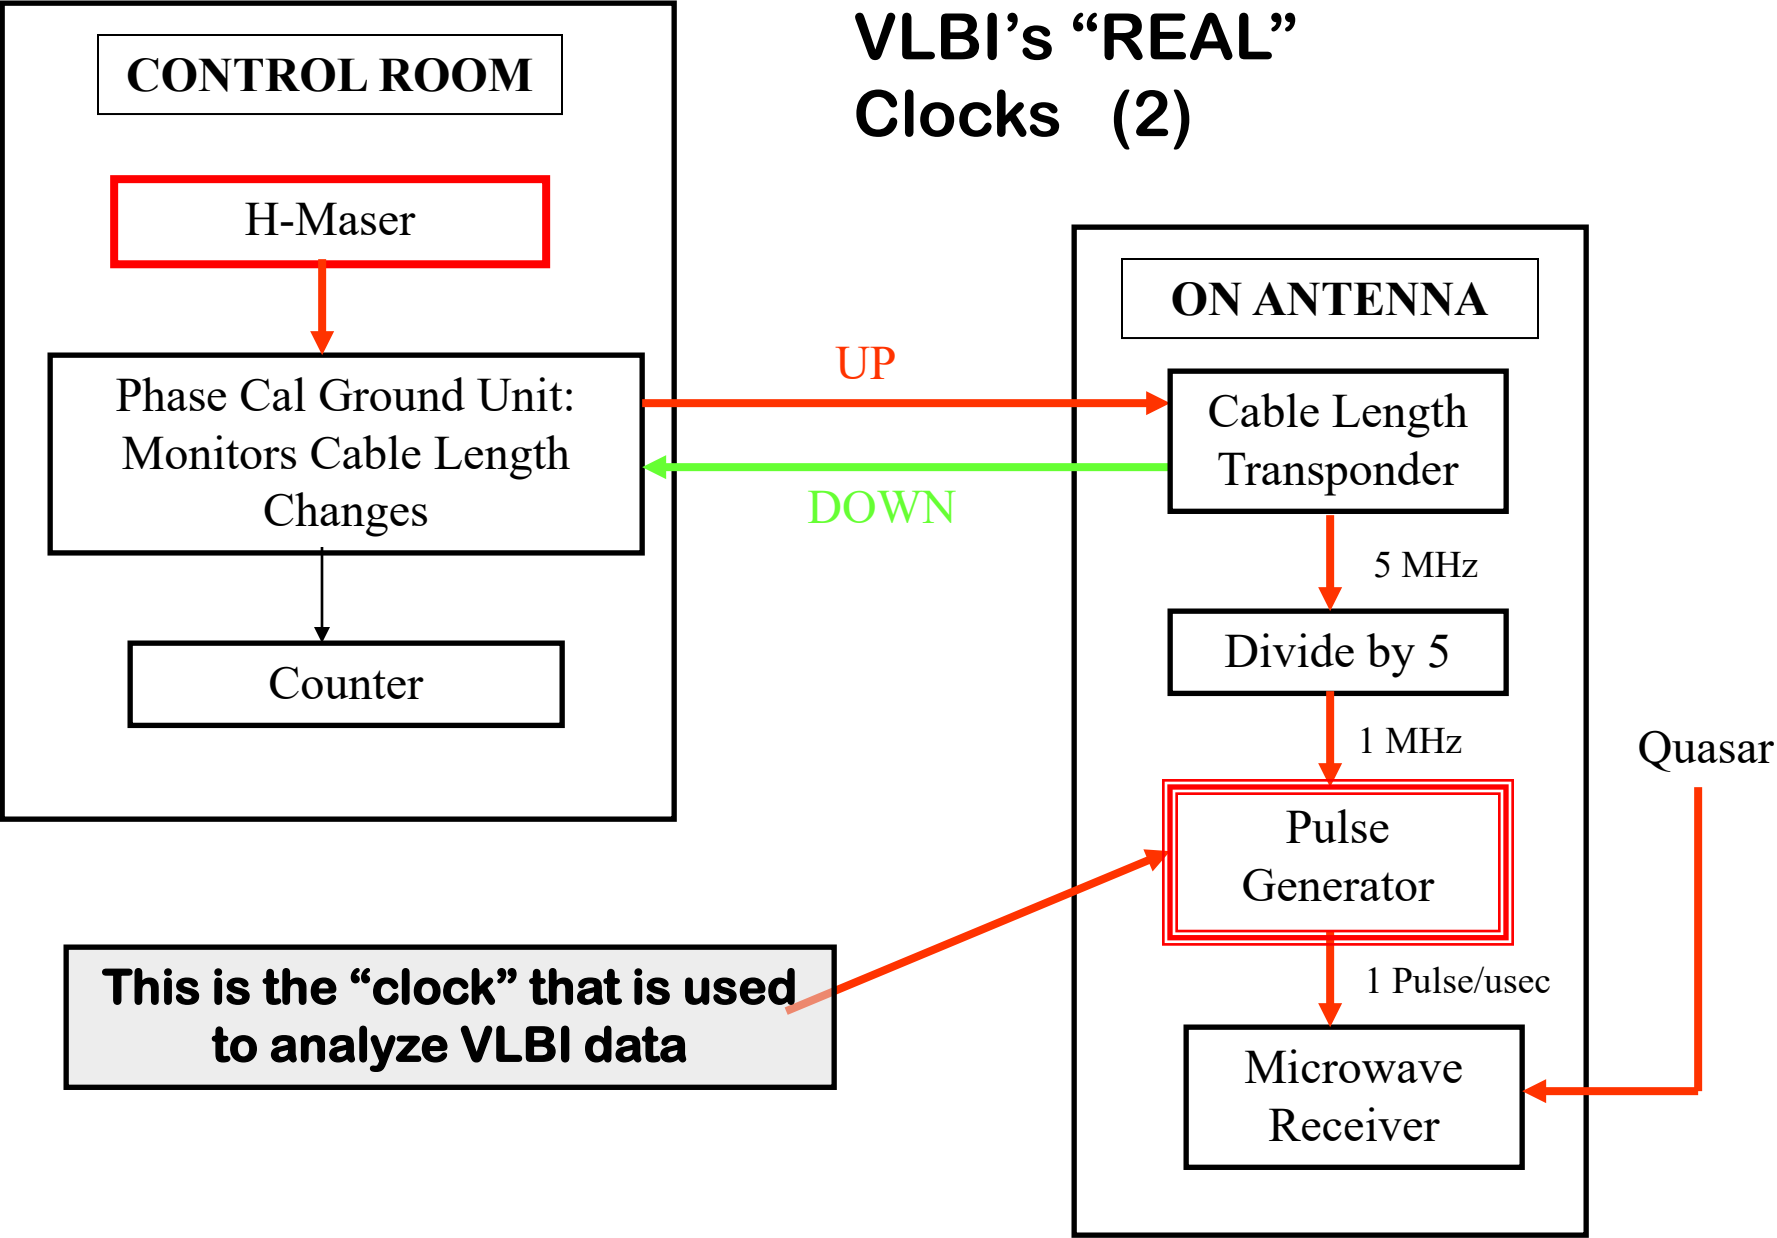 VLBI’s “REAL”
Clocks (2)
CONTROL ROOM
H-Maser
Phase Cal Ground Unit:
Monitors Cable Length
Changes
Counter
UP
DOWN
ON ANTENNA
Cable Length
Transponder
5 MHz
Divide by 5
1 MHz
Pulse
Generator
1 Pulse/usec
Microwave
Receiver
Quasar
This is the “clock” that is used
to analyze VLBI data